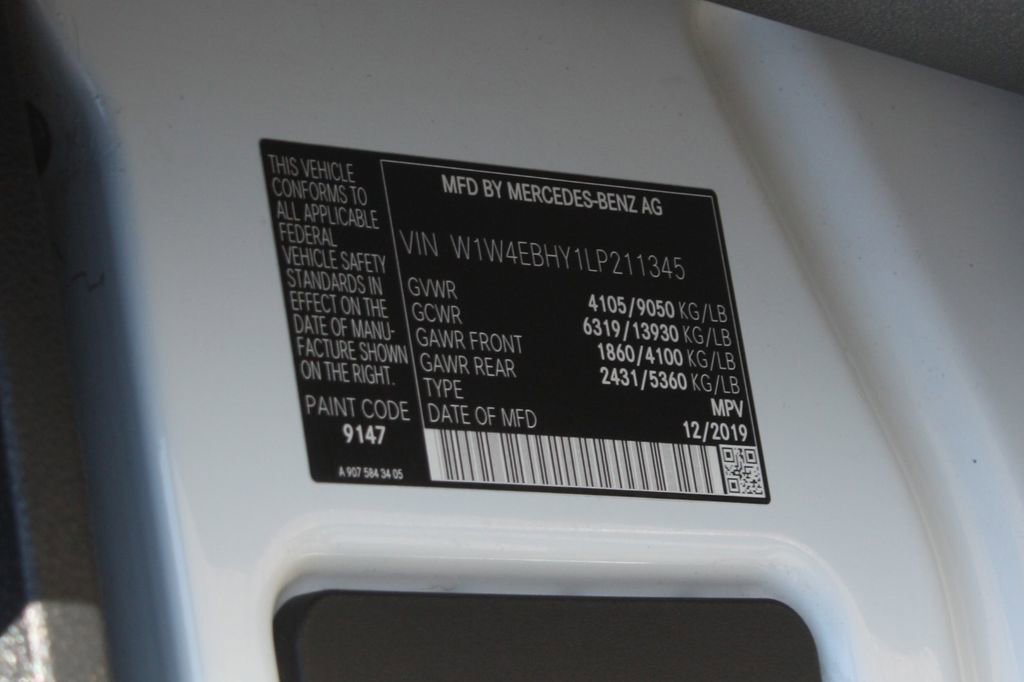 THIS VEHICLE
CONFORMS TO
ALL APPLICABLE
FEDERAL
VEHICLE SAFETY
STANDARDS IN
EFFECT ON THE
DATE OF MANU-
FACTURE SHOWN
ON THE RIGHT.
PAINT CODE
9147
A 907 584 34 05
MFD BY MERCEDES-BENZ AG
VIN W1W4EBHY1LP211345
GVWR 4105/9050 KG/LB
GCWR 6319/13930 KG/LB
GAWR FRONT 1860/4100 KG/LB
GAWR REAR 2431/5360 KG/LB
TYPE MPV
DATE OF MFD 12/2019